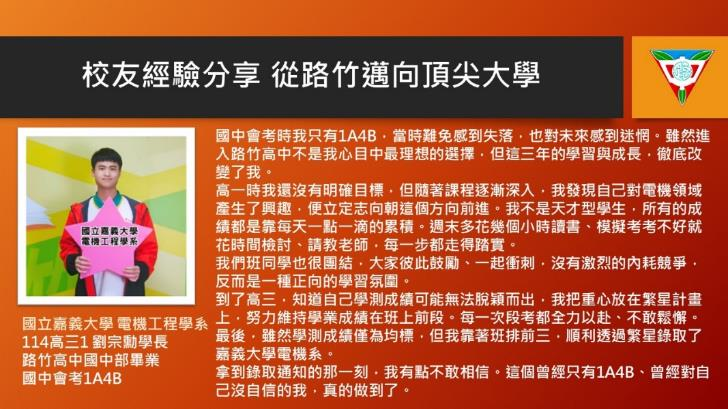 校友經驗分享 從路竹邁向頂尖大學
國中會考時我只有1A4B，當時難免感到失落，也對未來感到迷惘。雖然進
入路竹高中不是我心目中最理想的選擇，但這三年的學習與成長，徹底改
變了我。
高一時我還沒有明確目標，但隨著課程逐漸深入，我發現自己對電機領域
產生了興趣，便立定志向朝這個方向前進。我不是天才型學生，所有的成
績都是靠每天一點一滴的累積。週末多花幾個小時讀書、模擬考考不好就
花時間檢討、請教老師，每一步都走得踏實。
我們班同學也很團結，大家彼此鼓勵、一起衝刺，沒有激烈的內耗競爭，
反而是一種正向的學習氛圍。
到了高三，知道自己學測成績可能無法脫穎而出，我把重心放在繁星計畫
上，努力維持學業成績在班上前段。每一次段考都全力以赴、不敢鬆懈。
最後，雖然學測成績僅為均標，但我靠著班排前三，順利透過繁星錄取了
嘉義大學電機系。
拿到錄取通知的那一刻，我有點不敢相信。這個曾經只有1A4B、曾經對自
己沒自信的我，真的做到了。
國立嘉義大學
電機工程學系
國立嘉義大學 電機工程學系
114高三1 劉宗勳學長
路竹高中國中部畢業
國中會考1A4B